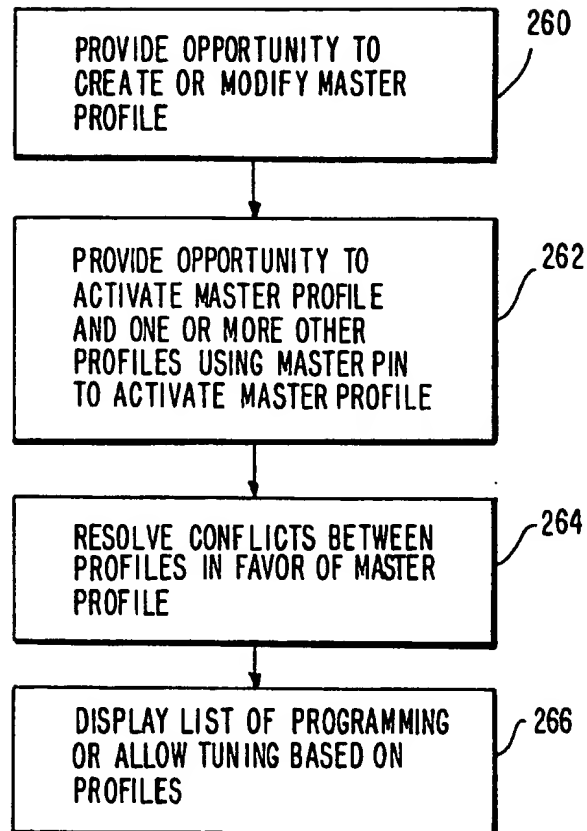 PROVIDE OPPORTUNITY TO
CREATE OR MODIFY MASTER
PROFILE
260
PROVIDE OPPORTUNITY TO
ACTIVATE MASTER PROFILE
AND ONE OR MORE OTHER
PROFILES USING MASTER PIN
TO ACTIVATE MASTER PROFILE
262
RESOLVE CONFLICTS BETWEEN
PROFILES IN FAVOR OF MASTER
PROFILE
264
DISPLAY LIST OF PROGRAMMING
OR ALLOW TUNING BASED ON
PROFILES
266